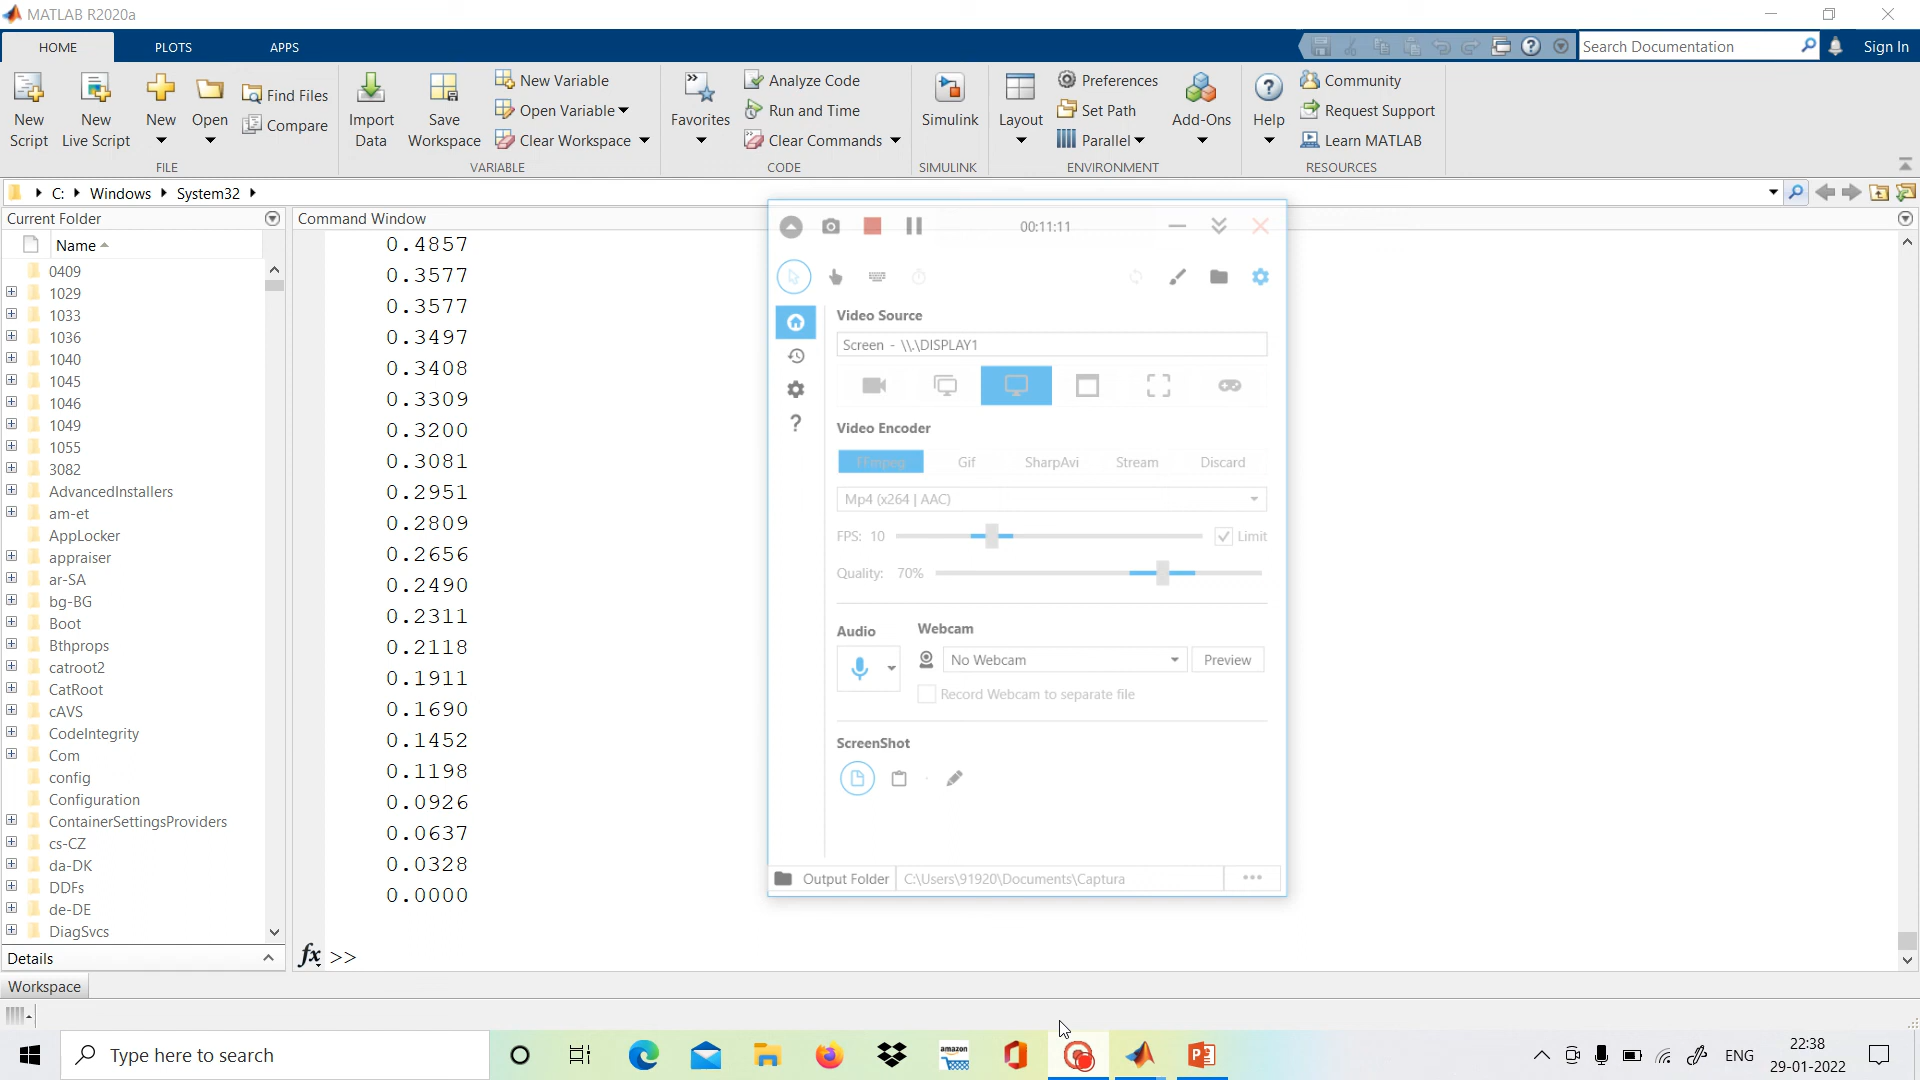 MATLAB R2020a
HOME PLOTS APPS
Search Documentation
Sign In
New Script
New Live Script
New
Open
Find Files
Compare
FILE
Import Data
Save Workspace
New Variable
Open Variable
Clear Workspace
VARIABLE
Favorites
Analyze Code
Run and Time
Clear Commands
CODE
Simulink
SIMULINK
Layout
Preferences
Set Path
Parallel
Add-Ons
ENVIRONMENT
Help
Community
Request Support
Learn MATLAB
RESOURCES
C: Windows System32
Current Folder
Name
0409
1029
1033
1036
1040
1045
1046
1049
1055
3082
AdvancedInstallers
am-et
AppLocker
appraiser
ar-SA
bg-BG
Boot
Bthprops
catroot2
CatRoot
cAVS
CodeIntegrity
Com
config
Configuration
ContainerSettingsProviders
cs-CZ
da-DK
DDFs
de-DE
DiagSvcs
Details
Workspace
Command Window
0.4857
0.3577
0.3577
0.3497
0.3408
0.3309
0.3200
0.3081
0.2951
0.2809
0.2656
0.2490
0.2311
0.2118
0.1911
0.1690
0.1452
0.1198
0.0926
0.0637
0.0328
0.0000
fx >>
00:11:11
Video Source
Screen - \\.\DISPLAY1
Video Encoder
FFmpeg Gif SharpAvi Stream Discard
Mp4 (x264 | AAC)
FPS: 10
Limit
Quality: 70%
Audio
Webcam
No Webcam
Preview
Record Webcam to separate file
ScreenShot
Output Folder C:\Users\91920\Documents\Captura
Type here to search
amazon
ENG
22:38
29-01-2022